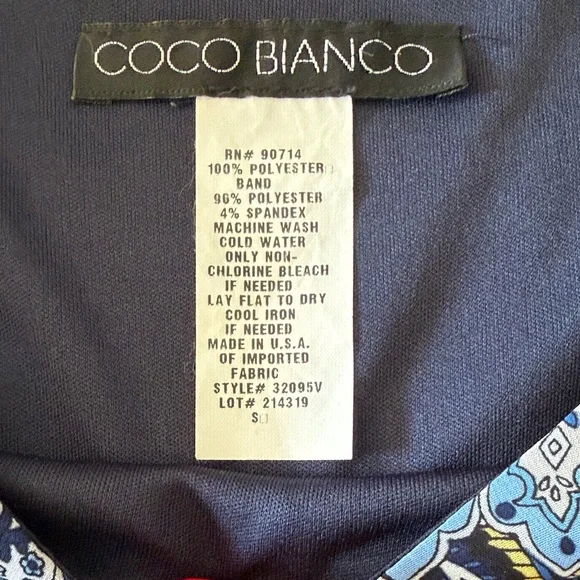 COCO BIANCO
RN# 90714
100% POLYESTER
BAND
96% POLYESTER
4% SPANDEX
MACHINE WASH
COLD WATER
ONLY NON-
CHLORINE BLEACH
IF NEEDED
LAY FLAT TO DRY
COOL IRON
IF NEEDED
MADE IN U.S.A.
OF IMPORTED
FABRIC
STYLE# 32095V
LOT# 214319
S